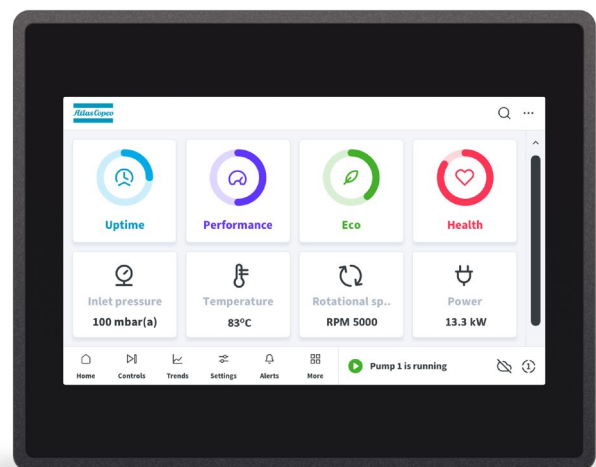 Atlas Copco
Uptime
Performance
Eco
Health
Inlet pressure
Temperature
Rotational sp..
Power
100 mbar(a)
83°C
RPM 5000
13.3 kW
Home
Controls
Trends
Settings
Alerts
More
Pump 1 is running
1